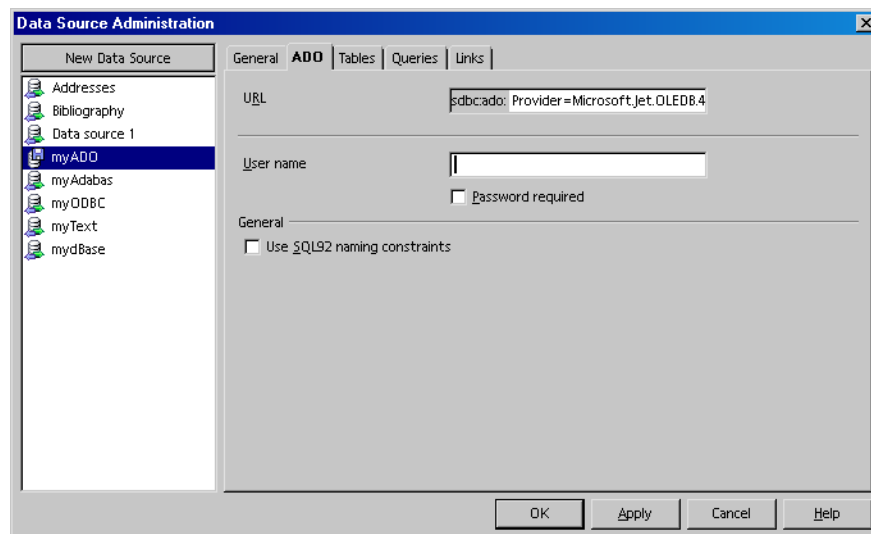 Data Source Administration
New Data Source
Addresses
Bibliography
Data source 1
myADO
myAdabas
myODBC
myText
mydBase
General ADO Tables Queries Links
URL sdbc:ado: Provider=Microsoft.Jet.OLEDB.4
User name
Password required
General
Use SQL92 naming constraints
OK Apply Cancel Help